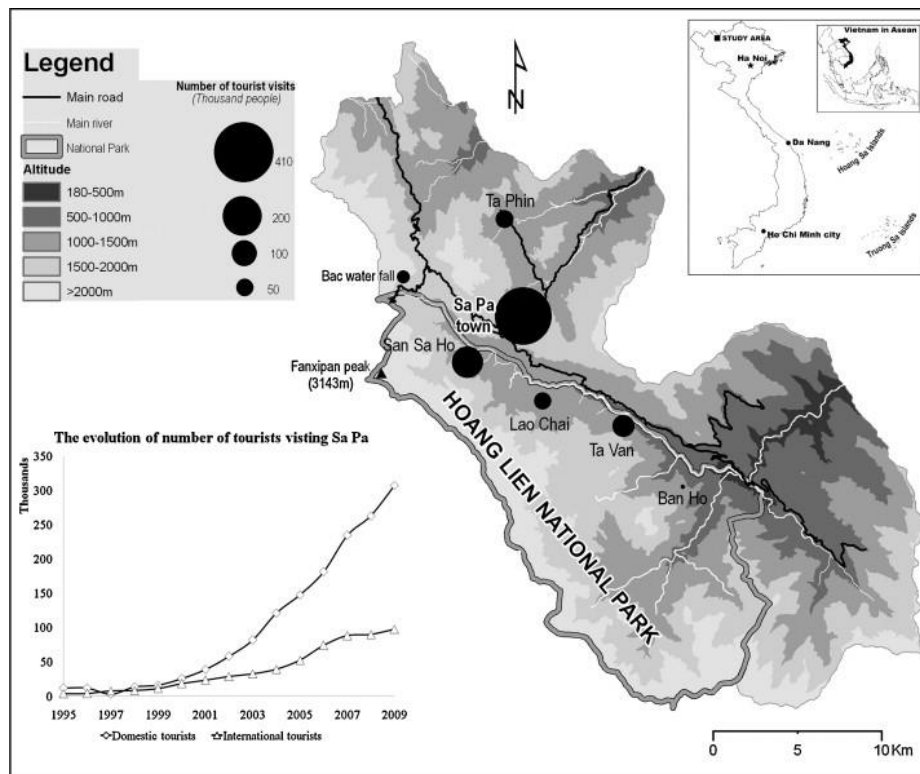 Legend
Main road
Main river
National Park
Altitude
180-500m
500-1000m
1000-1500m
1500-2000m
>2000m
Number of tourist visits
(Thousand people)
410
200
100
50
N
STUDY AREA
Ha Noi
Da Nang
Hoang Sa Islands
Ho Chi Minh city
Truong Sa Islands
Vietnam in Asean
Ta Phin
Bac water fall
Sa Pa
town
San Sa Ho
Fanxipan peak
(3143m)
Lao Chai
Ta Van
Ban Ho
HOANG LIEN NATIONAL PARK
The evolution of number of tourists visting Sa Pa
Thousands
350
300
250
200
150
100
50
0
1995 1997 1999 2001 2003 2005 2007 2009
Domestic tourists International tourists
0 5 10 Km